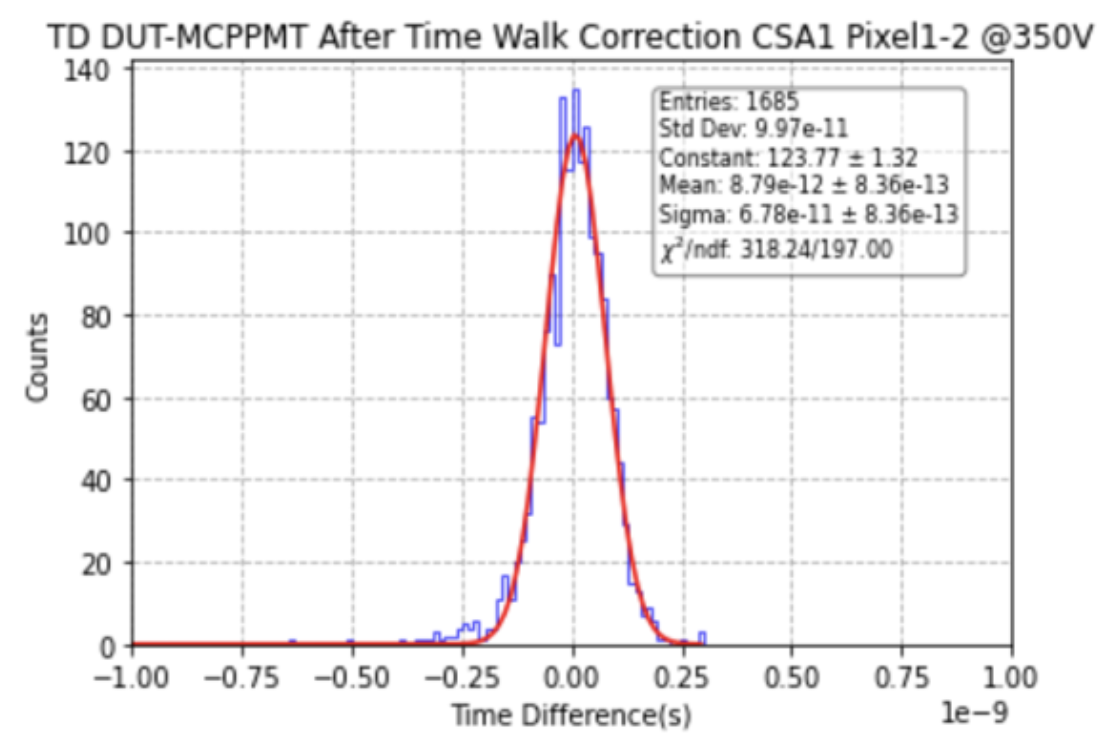 TD DUT-MCPPMT After Time Walk Correction CSA1 Pixel1-2 @350V
140
120
100
80
60
40
20
0
Counts
Entries: 1685
Std Dev: 9.97e-11
Constant: 123.77 ± 1.32
Mean: 8.79e-12 ± 8.36e-13
Sigma: 6.78e-11 ± 8.36e-13
χ²/ndf: 318.24/197.00
−1.00 −0.75 −0.50 −0.25 0.00 0.25 0.50 0.75 1.00
Time Difference(s)
1e−9